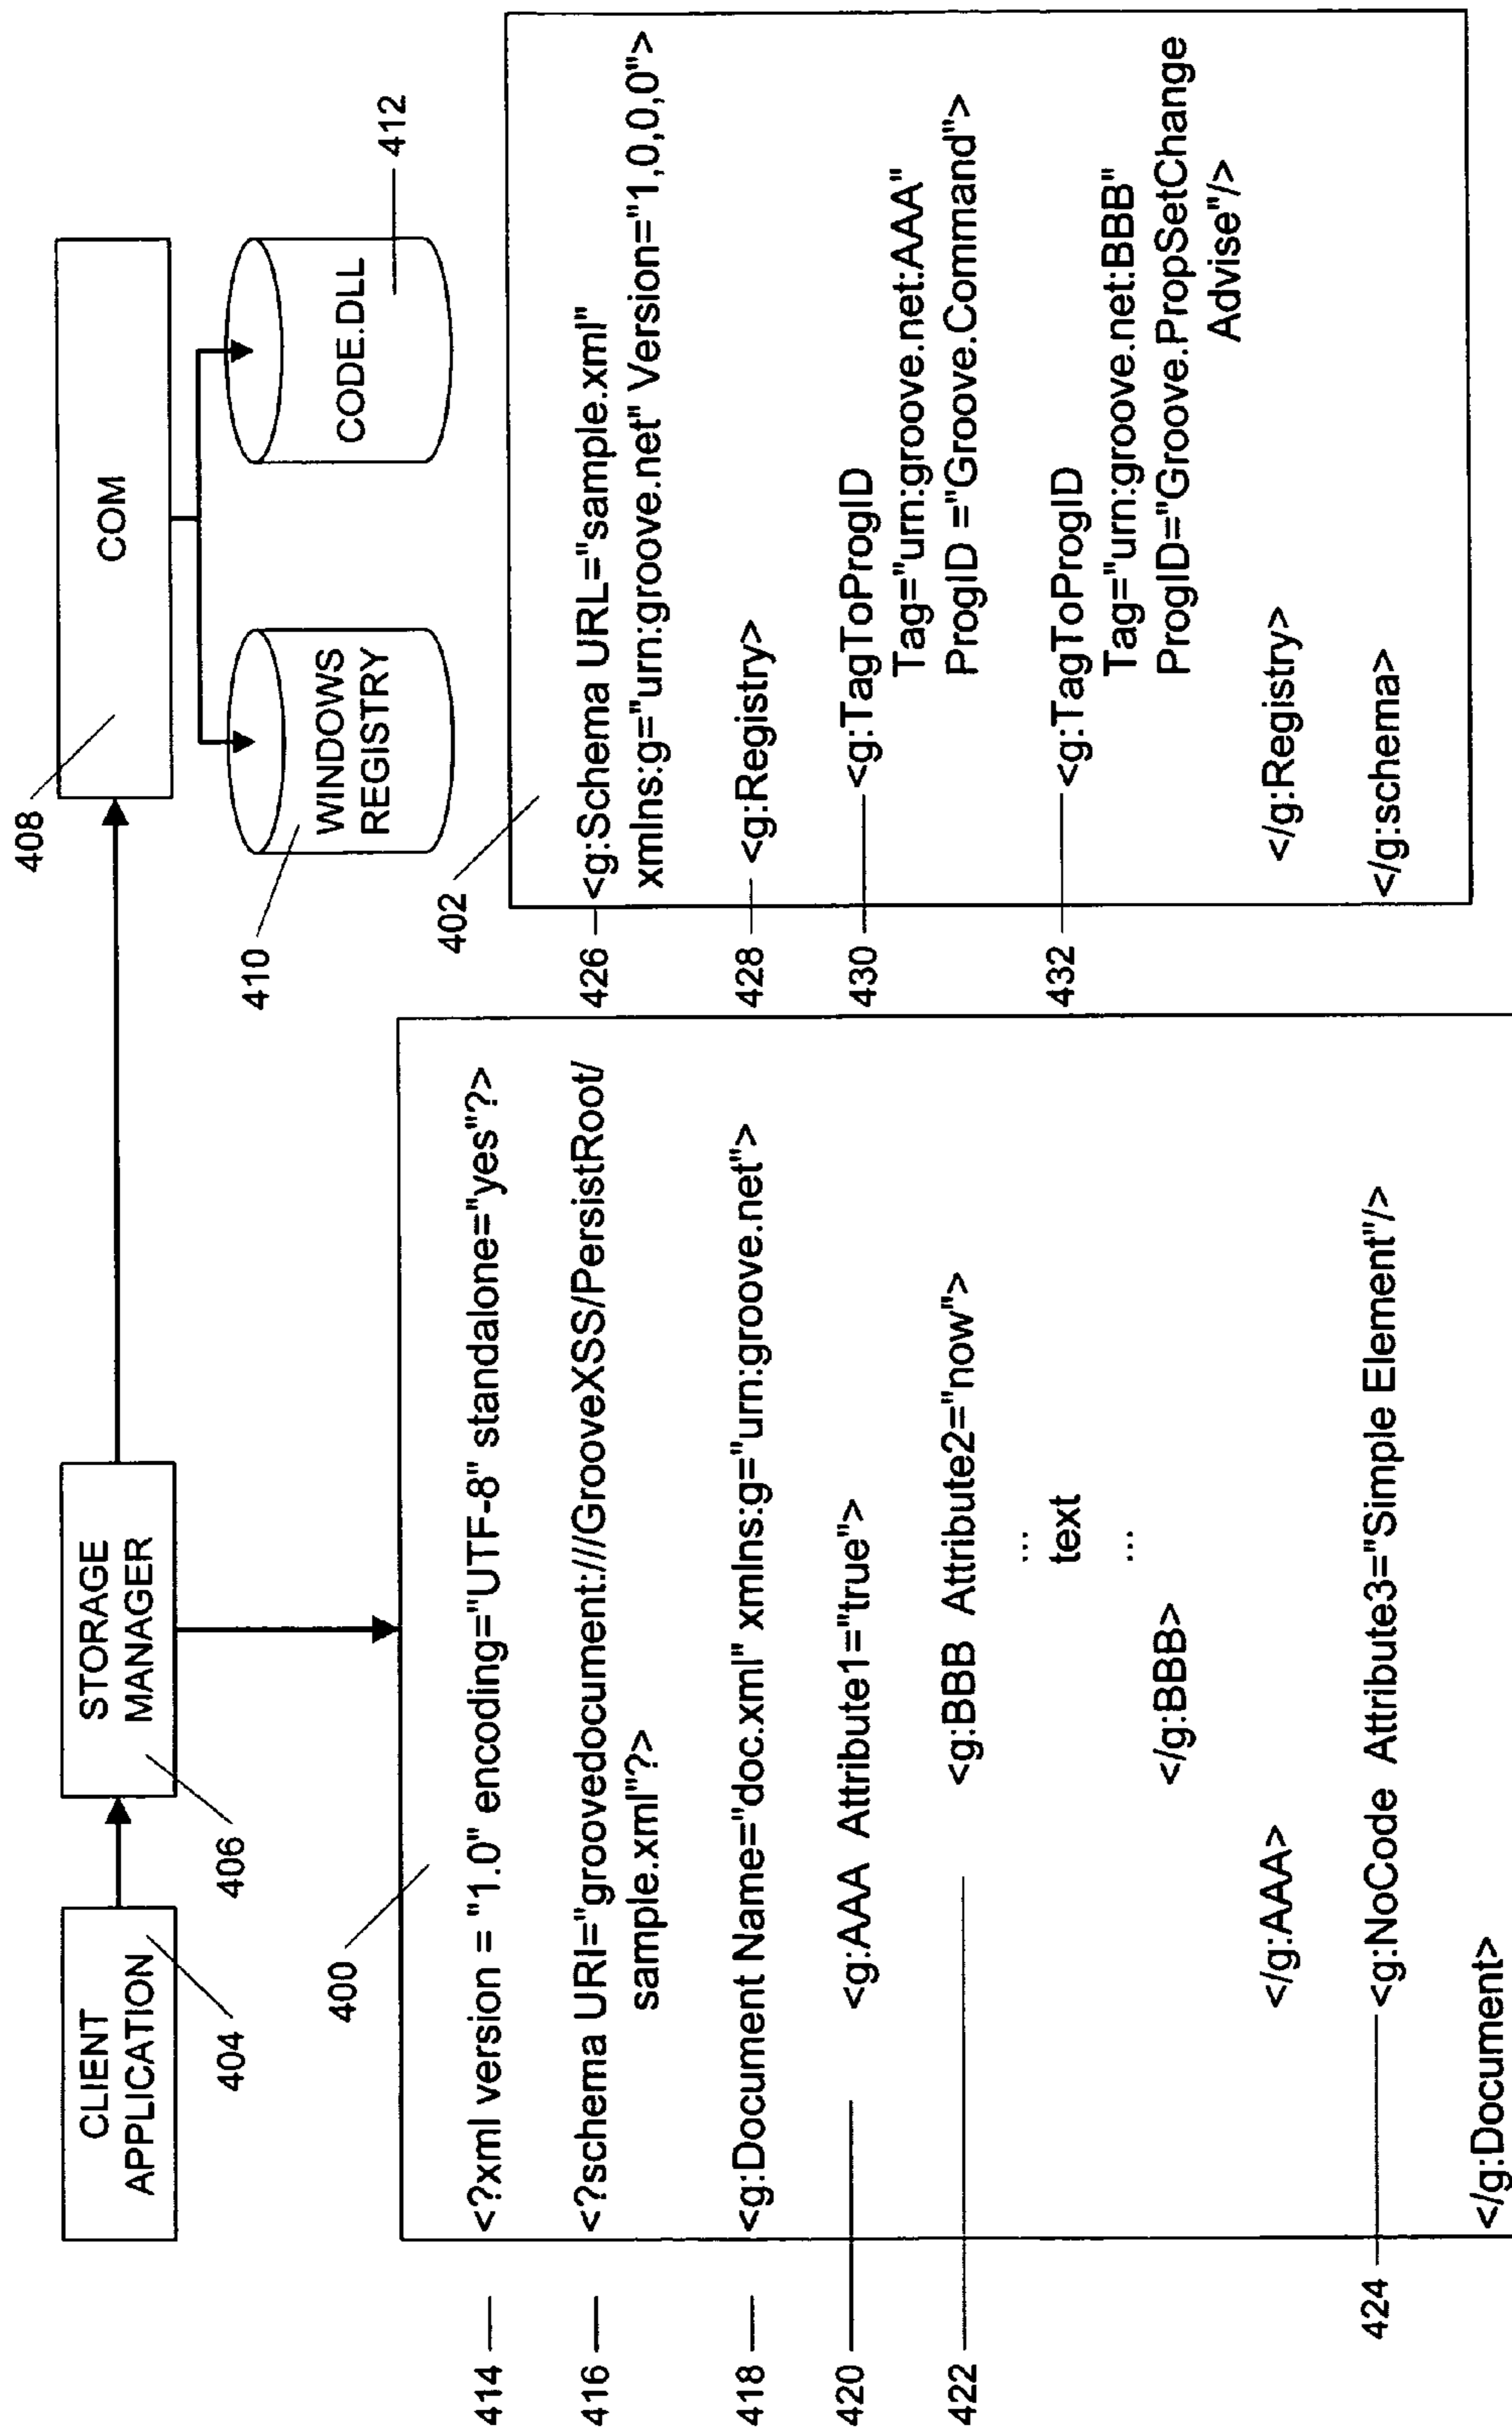 CLIENT
APPLICATION
404
STORAGE
MANAGER
406
COM
408
WINDOWS
REGISTRY
410
CODE.DLL
412
400
414
<?xml version = "1.0" encoding="UTF-8" standalone="yes"?>
416
<?schema URI="groovedocument:///GrooveXSS/PersistRoot/
sample.xml"?>
418
<g:Document Name="doc.xml" xmlns:g="urn:groove.net">
420
<g:AAA Attribute1="true">
422
<g:BBB Attribute2="now">
...
text
...
</g:BBB>
</g:AAA>
424
<g:NoCode Attribute3="Simple Element"/>
</g:Document>
402
426
<g:Schema URL="sample.xml"
xmlns:g="urn:groove.net" Version="1,0,0,0">
428
<g:Registry>
430
<g:TagToProgID
Tag="urn:groove.net:AAA"
ProgID ="Groove.Command">
432
<g:TagToProgID
Tag="urn:groove.net:BBB"
ProgID="Groove.PropSetChange
Advise"/>
</g:Registry>
</g:schema>